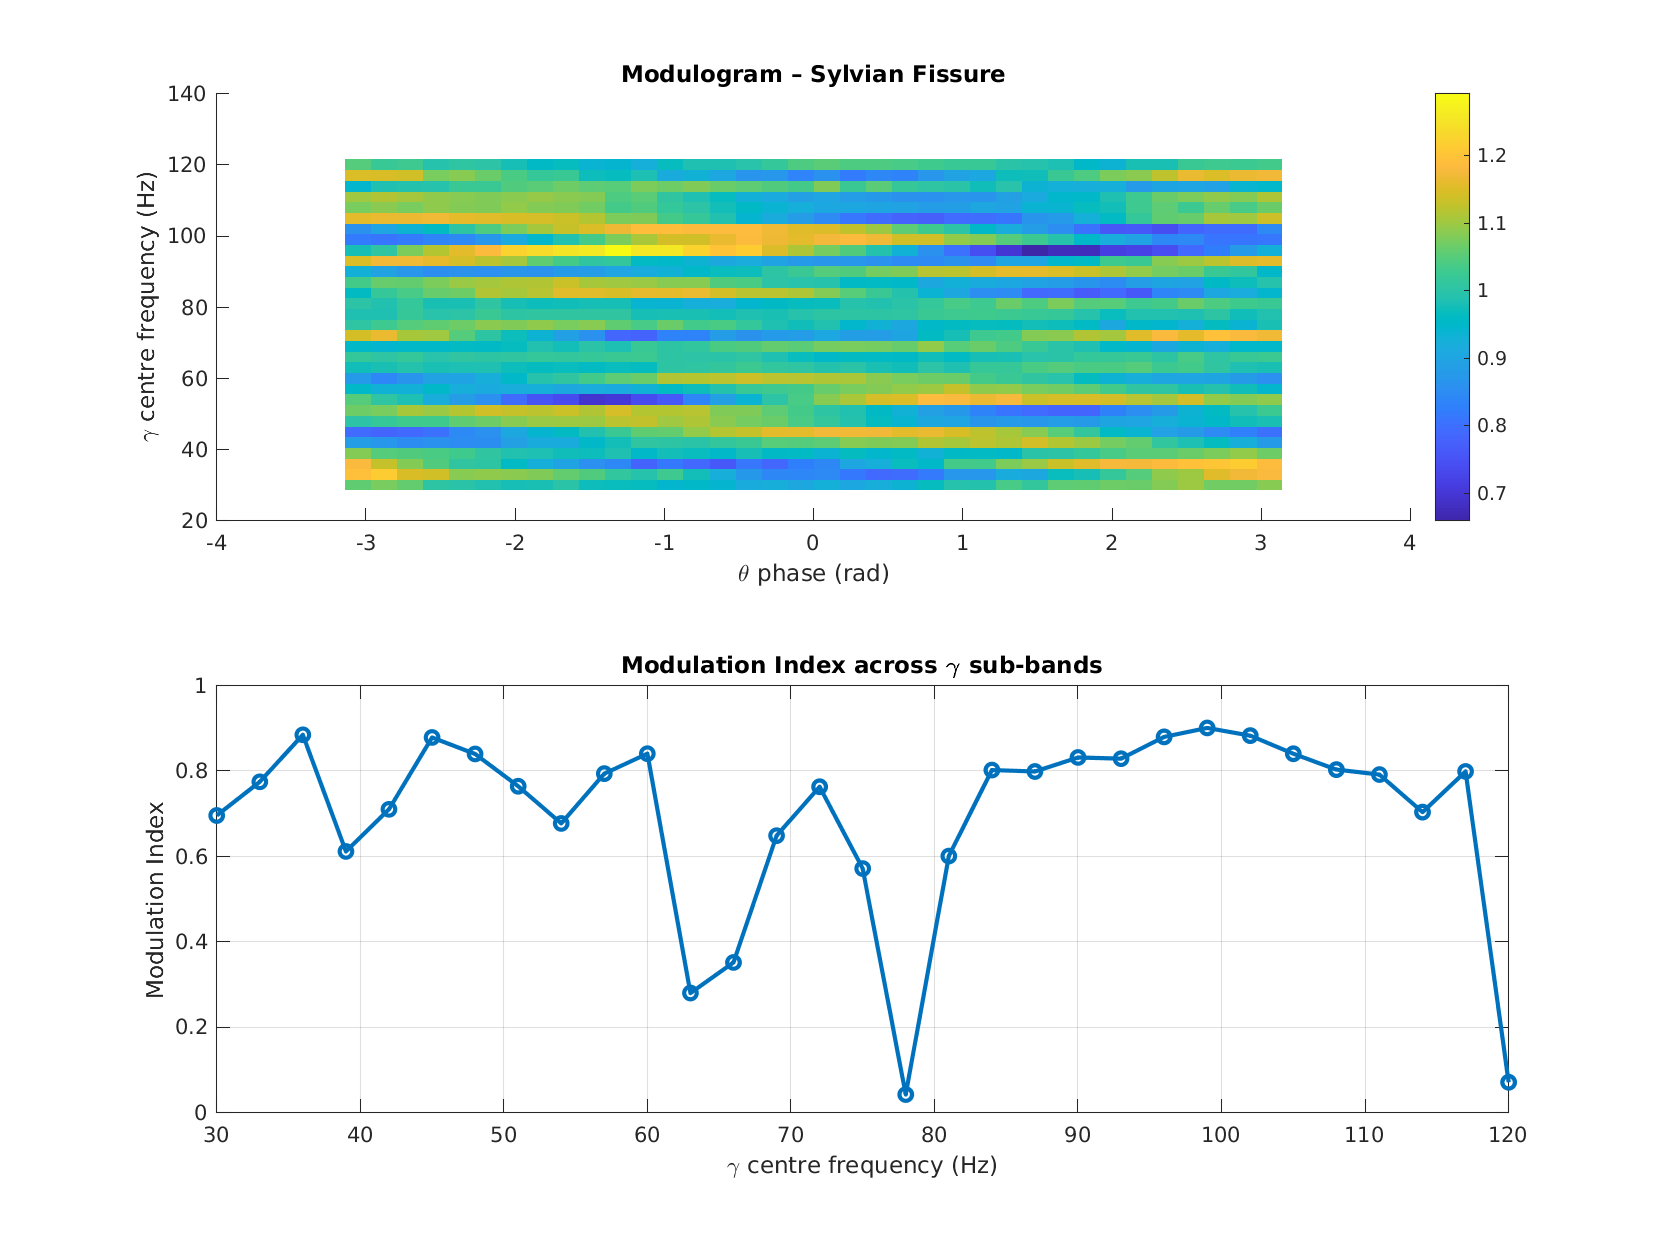 Modulogram – Sylvian Fissure
140
120
100
80
60
40
20
γ centre frequency (Hz)
-4 -3 -2 -1 0 1 2 3 4
θ phase (rad)
1.2
1.1
1
0.9
0.8
0.7
Modulation Index across γ sub-bands
1
0.8
0.6
0.4
0.2
0
Modulation Index
30 40 50 60 70 80 90 100 110 120
γ centre frequency (Hz)